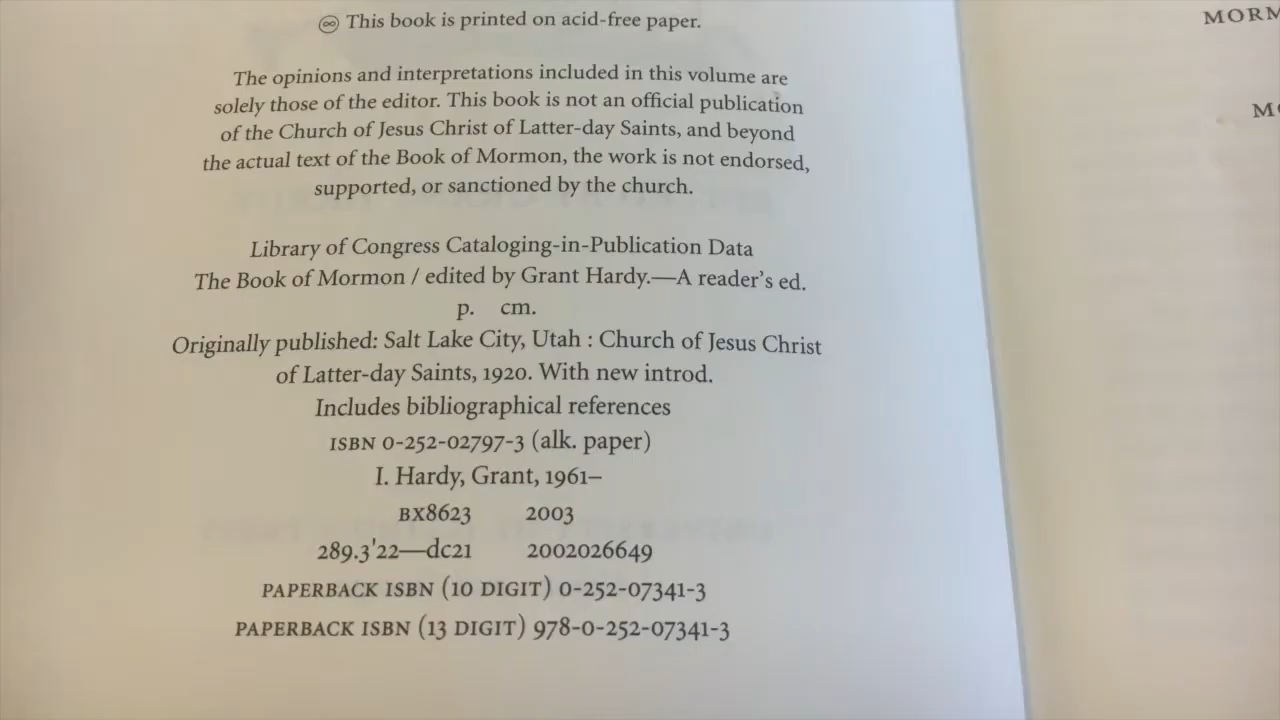 ♾ This book is printed on acid-free paper.
The opinions and interpretations included in this volume are
solely those of the editor. This book is not an official publication
of the Church of Jesus Christ of Latter-day Saints, and beyond
the actual text of the Book of Mormon, the work is not endorsed,
supported, or sanctioned by the church.
Library of Congress Cataloging-in-Publication Data
The Book of Mormon / edited by Grant Hardy.—A reader's ed.
p. cm.
Originally published: Salt Lake City, Utah : Church of Jesus Christ
of Latter-day Saints, 1920. With new introd.
Includes bibliographical references
ISBN 0-252-02797-3 (alk. paper)
I. Hardy, Grant, 1961–
BX8623 2003
289.3'22—dc21 2002026649
PAPERBACK ISBN (10 DIGIT) 0-252-07341-3
PAPERBACK ISBN (13 DIGIT) 978-0-252-07341-3